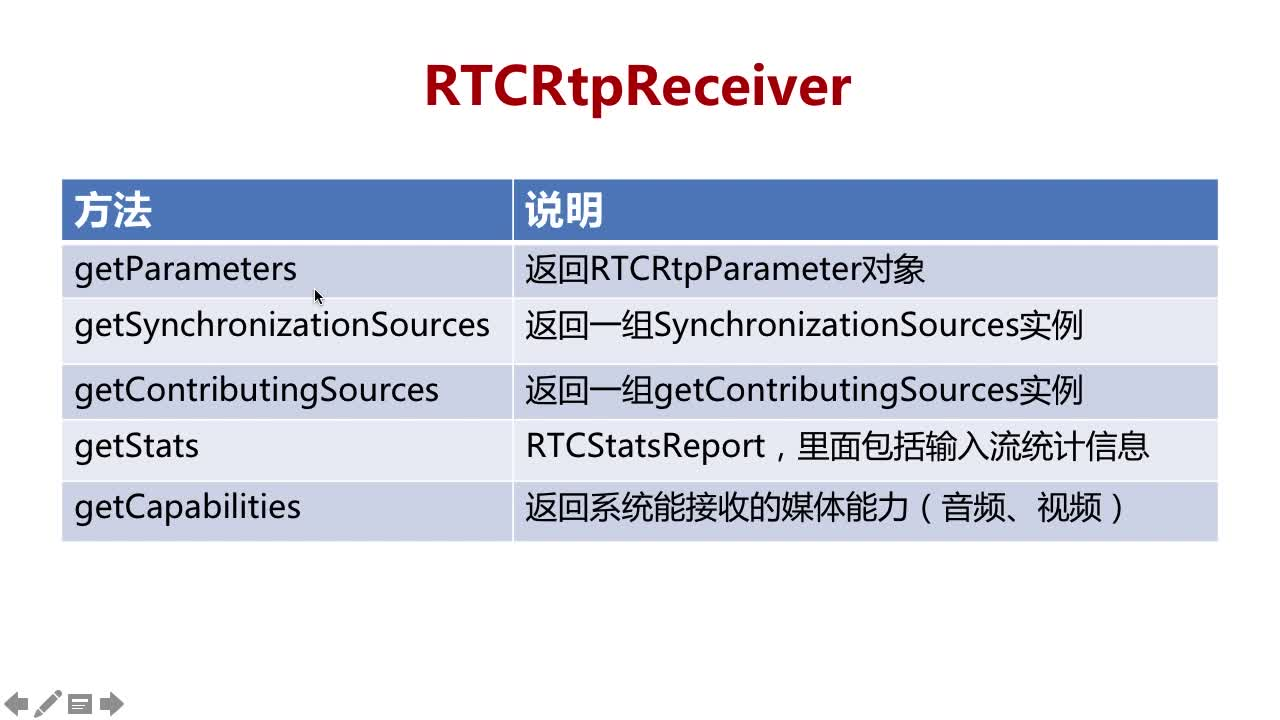 RTCRtpReceiver
方法 说明
getParameters 返回RTCRtpParameter对象
getSynchronizationSources 返回一组SynchronizationSources实例
getContributingSources 返回一组getContributingSources实例
getStats RTCStatsReport，里面包括输入流统计信息
getCapabilities 返回系统能接收的媒体能力（音频、视频）